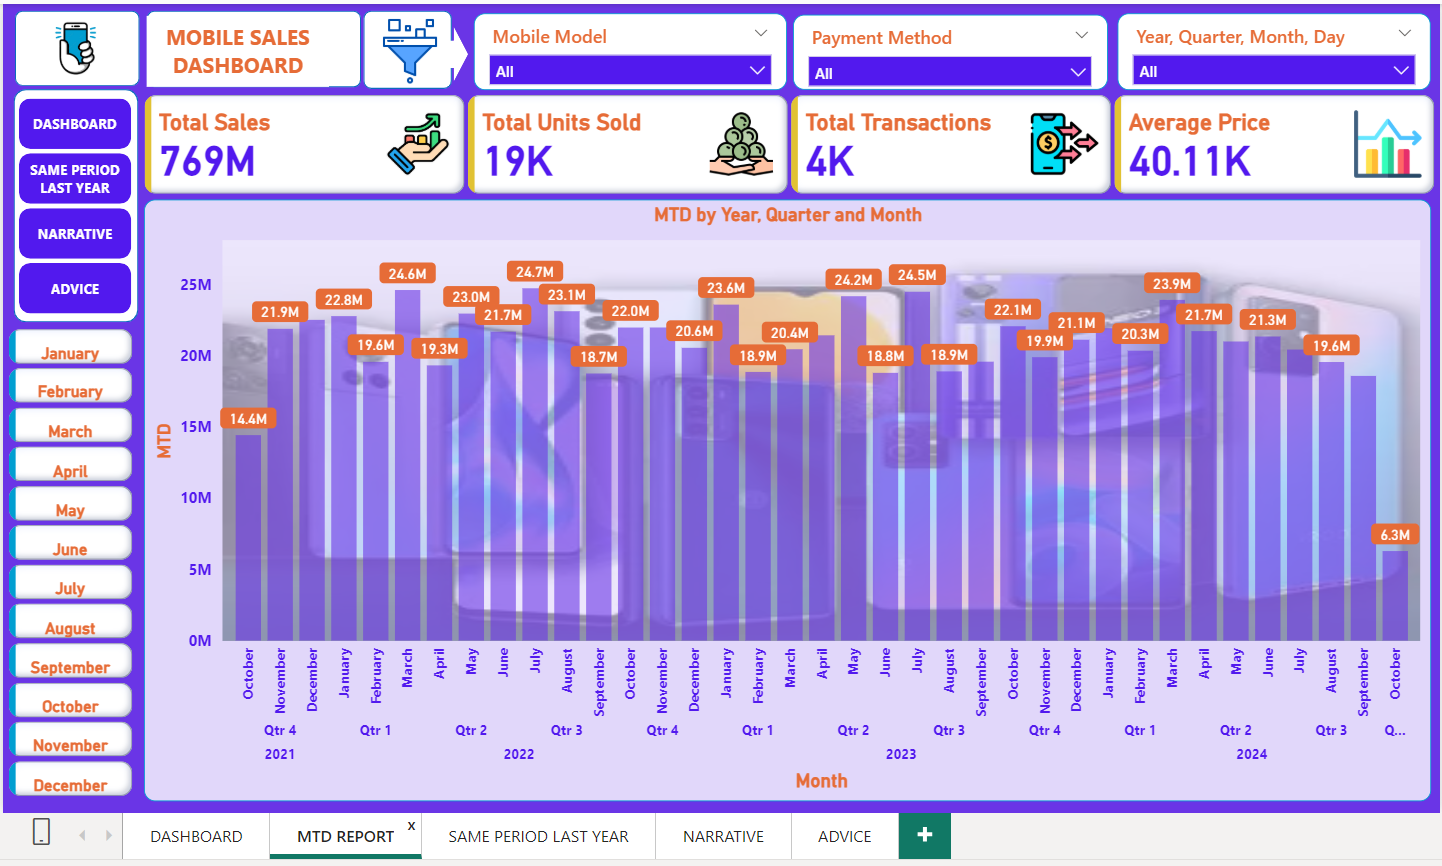 MOBILE SALES
DASHBOARD
Mobile Model
All
Payment Method
All
Year, Quarter, Month, Day
All
DASHBOARD
SAME PERIOD
LAST YEAR
NARRATIVE
ADVICE
January
February
March
April
May
June
July
August
September
October
November
December
Total Sales
769M
Total Units Sold
19K
Total Transactions
4K
Average Price
40.11K
MTD by Year, Quarter and Month
MTD
25M
20M
15M
10M
5M
0M
14.4M
21.9M
22.8M
19.6M
24.6M
19.3M
23.0M
21.7M
24.7M
23.1M
18.7M
22.0M
20.6M
23.6M
18.9M
20.4M
24.2M
18.8M
24.5M
18.9M
22.1M
19.9M
21.1M
20.3M
23.9M
21.7M
21.3M
19.6M
6.3M
October
November
December
January
February
March
April
May
June
July
August
September
October
November
December
January
February
March
April
May
June
July
August
September
October
November
December
January
February
March
April
May
June
July
August
September
October
Qtr 4 Qtr 1 Qtr 2 Qtr 3 Qtr 4 Qtr 1 Qtr 2 Qtr 3 Qtr 4 Qtr 1 Qtr 2 Qtr 3 Q...
2021 2022 2023 2024
Month
DASHBOARD MTD REPORT x SAME PERIOD LAST YEAR NARRATIVE ADVICE +